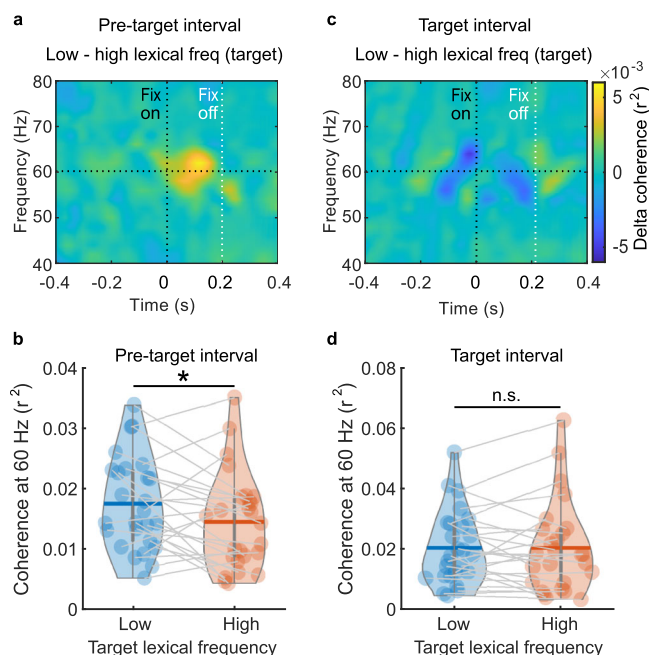 a
Pre-target interval
Low - high lexical freq (target)
Frequency (Hz)
80
70
60
50
40
Fix on
Fix off
-0.4
-0.2
0
0.2
0.4
Time (s)
c
Target interval
Low - high lexical freq (target)
Frequency (Hz)
80
70
60
50
40
Fix on
Fix off
-0.4
-0.2
0
0.2
0.4
Time (s)
×10⁻³
5
0
-5
Delta coherence (r²)
b
Pre-target interval
Coherence at 60 Hz (r²)
0.04
0.03
0.02
0.01
0
*
Low
High
Target lexical frequency
d
Target interval
Coherence at 60 Hz (r²)
0.08
0.06
0.04
0.02
0
n.s.
Low
High
Target lexical frequency